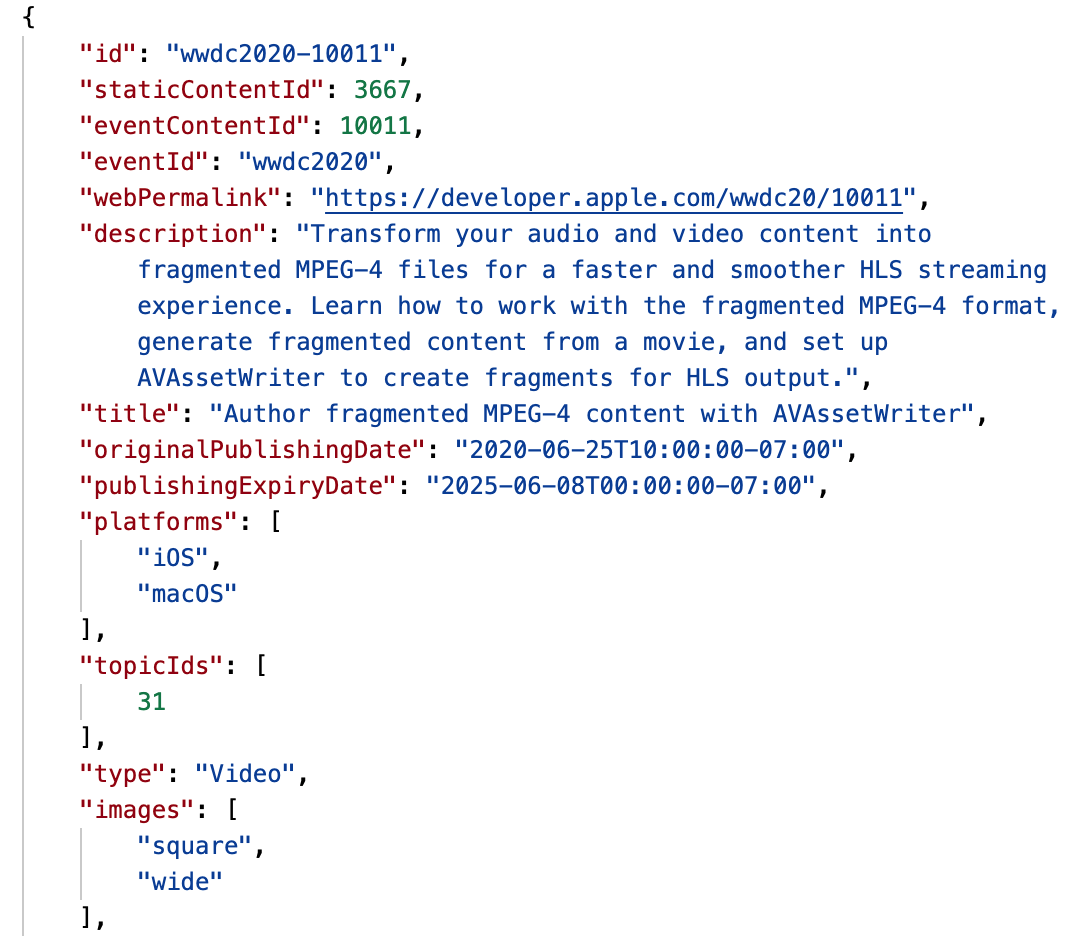 {
"id": "wwdc2020-10011",
"staticContentId": 3667,
"eventContentId": 10011,
"eventId": "wwdc2020",
"webPermalink": "https://developer.apple.com/wwdc20/10011",
"description": "Transform your audio and video content into
fragmented MPEG-4 files for a faster and smoother HLS streaming
experience. Learn how to work with the fragmented MPEG-4 format,
generate fragmented content from a movie, and set up
AVAssetWriter to create fragments for HLS output.",
"title": "Author fragmented MPEG-4 content with AVAssetWriter",
"originalPublishingDate": "2020-06-25T10:00:00-07:00",
"publishingExpiryDate": "2025-06-08T00:00:00-07:00",
"platforms": [
"iOS",
"macOS"
],
"topicIds": [
31
],
"type": "Video",
"images": [
"square",
"wide"
],